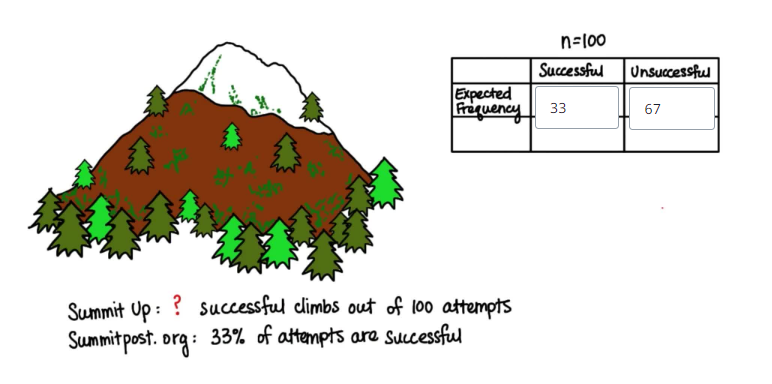 n=100
Successful Unsuccessful
Expected
Frequency 33 67
Summit Up: ? successful climbs out of 100 attempts
Summitpost.org: 33% of attempts are successful